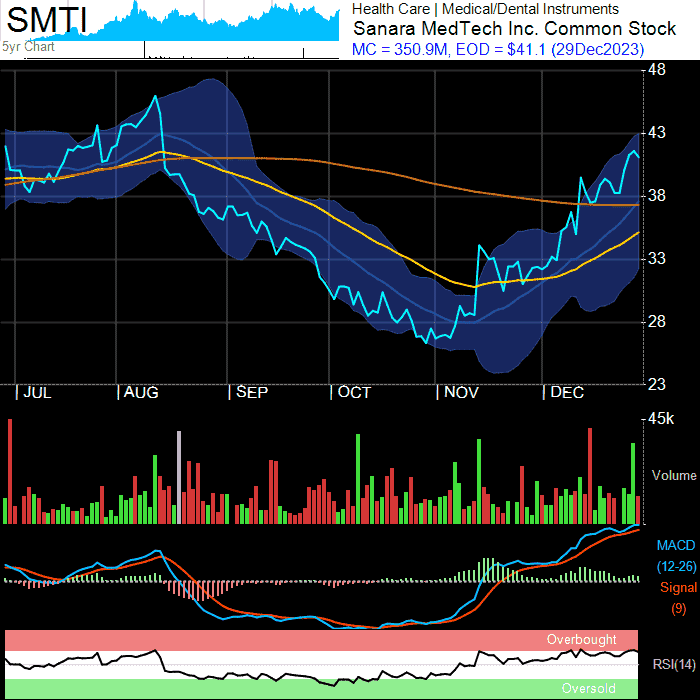 SMTI
5yr Chart
Health Care | Medical/Dental Instruments
Sanara MedTech Inc. Common Stock
MC = 350.9M, EOD = $41.1 (29Dec2023)
48
43
38
33
28
23
| JUL | AUG | SEP | OCT | NOV | DEC
45k
Volume
MACD
(12-26)
Signal
(9)
Overbought
RSI(14)
Oversold